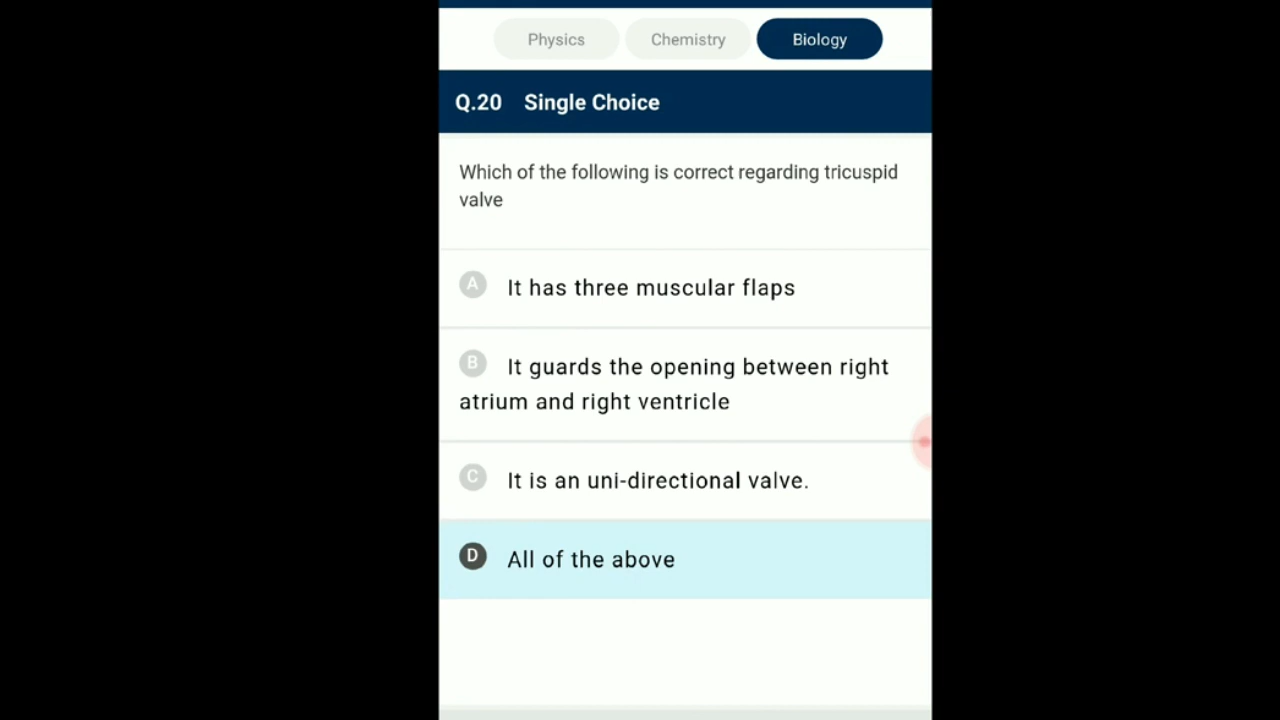 Physics Chemistry Biology
Q.20 Single Choice
Which of the following is correct regarding tricuspid
valve
A It has three muscular flaps
B It guards the opening between right
atrium and right ventricle
C It is an uni-directional valve.
D All of the above